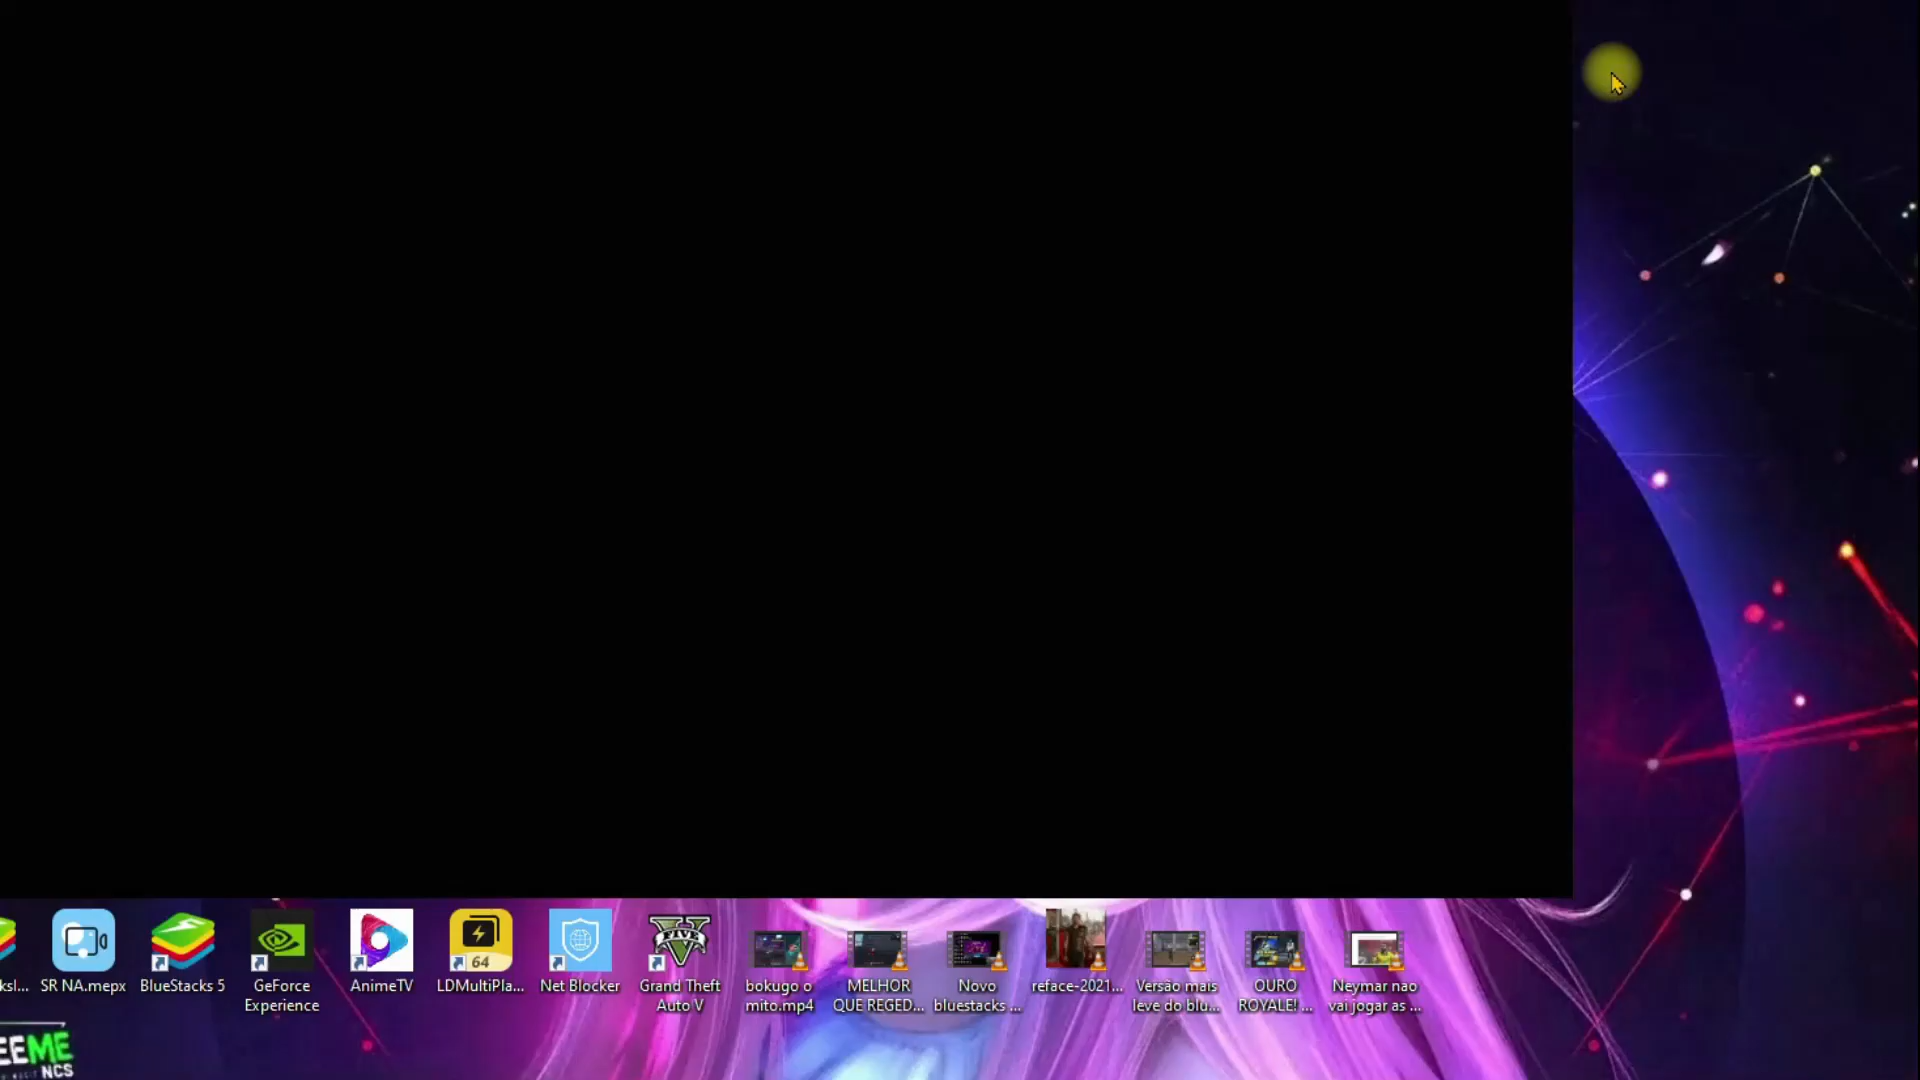 FIVE
64
ksl...
SR NA.mepx
BlueStacks 5
GeForce
Experience
AnimeTV
LDMultiPla...
Net Blocker
Grand Theft
Auto V
bokugo o
mito.mp4
MELHOR
QUE REGED...
Novo
bluestacks ...
reface-2021...
Versão mais
leve do blu...
OURO
ROYALE! ...
Neymar nao
vai jogar as ...
EEME
NCS